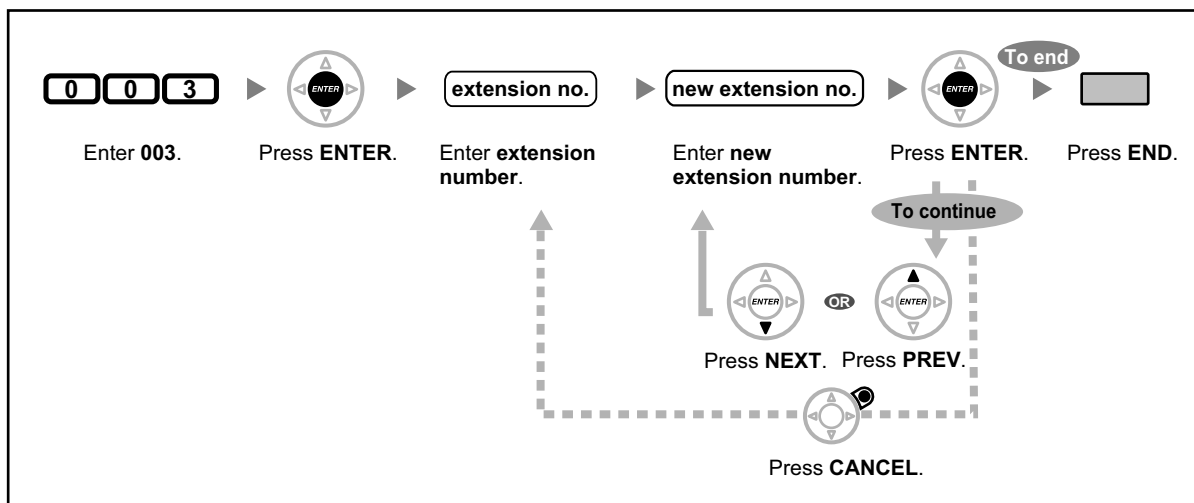 To end
0 0 3 ENTER extension no. new extension no. ENTER
Enter 003. Press ENTER. Enter extension number. Enter new extension number. Press ENTER. Press END.
To continue
ENTER OR ENTER
Press NEXT. Press PREV.
Press CANCEL.